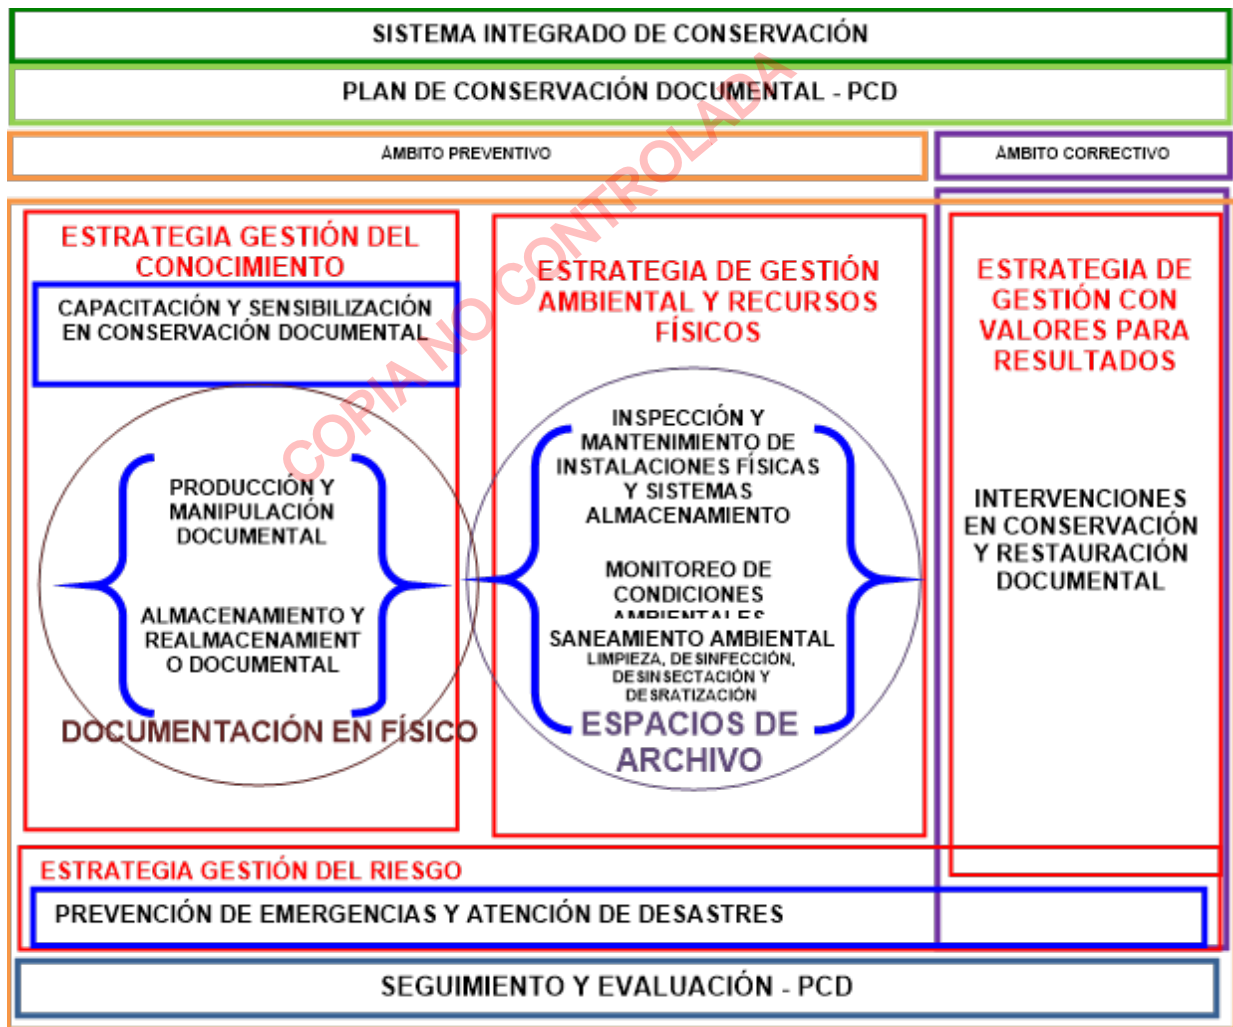 SISTEMA INTEGRADO DE CONSERVACIÓN
PLAN DE CONSERVACIÓN DOCUMENTAL - PCD
ÁMBITO PREVENTIVO
ÁMBITO CORRECTIVO
ESTRATEGIA GESTIÓN DEL
CONOCIMIENTO
CAPACITACIÓN Y SENSIBILIZACIÓN
EN CONSERVACIÓN DOCUMENTAL
PRODUCCIÓN Y
MANIPULACIÓN
DOCUMENTAL
ALMACENAMIENTO Y
REALMACENAMIENT
O DOCUMENTAL
DOCUMENTACIÓN EN FÍSICO
ESTRATEGIA DE GESTIÓN
AMBIENTAL Y RECURSOS
FÍSICOS
INSPECCIÓN Y
MANTENIMIENTO DE
INSTALACIONES FÍSICAS
Y SISTEMAS
ALMACENAMIENTO
MONITOREO DE
CONDICIONES
AMBIENTALES
SANEAMIENTO AMBIENTAL
LIMPIEZA, DESINFECCIÓN,
DESINSECTACIÓN Y
DESRATIZACIÓN
ESPACIOS DE
ARCHIVO
ESTRATEGIA DE
GESTIÓN CON
VALORES PARA
RESULTADOS
INTERVENCIONES
EN CONSERVACIÓN
Y RESTAURACIÓN
DOCUMENTAL
ESTRATEGIA GESTIÓN DEL RIESGO
PREVENCIÓN DE EMERGENCIAS Y ATENCIÓN DE DESASTRES
SEGUIMIENTO Y EVALUACIÓN - PCD
COPIA NO CONTROLADA